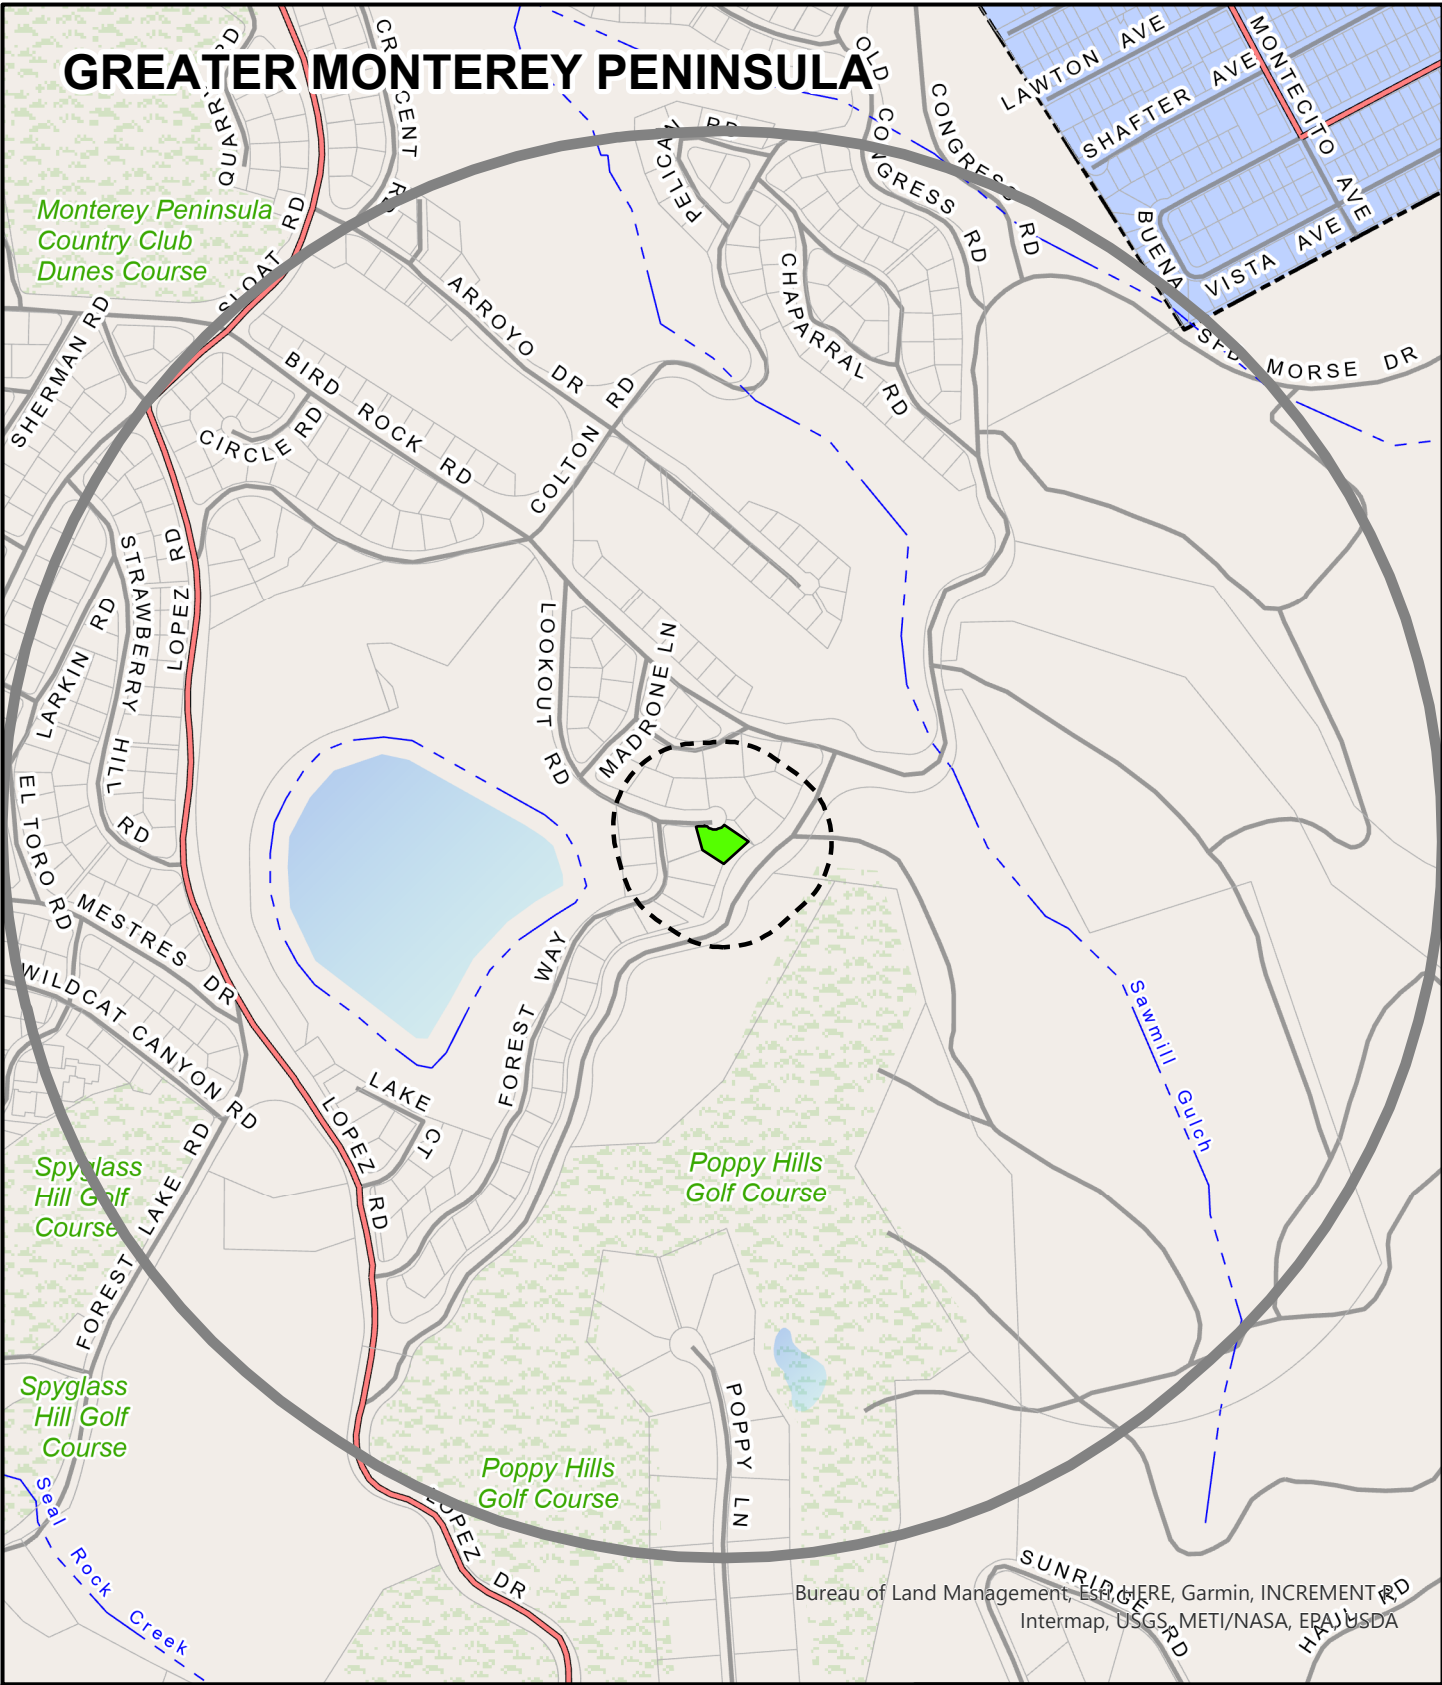 GREATER MONTEREY PENINSULA
QUARRY RD
CRESCENT RD
OLD CONGRESS RD
CONGRESS RD
LAWTON AVE
SHAFTER AVE
MONTECITO AVE
BUENA VISTA AVE
PELICAN RD
Monterey Peninsula
Country Club
Dunes Course
SLOAT RD
SHERMAN RD
ARROYO DR
CHAPARRAL RD
SFB MORSE DR
BIRD ROCK RD
CIRCLE RD
COLTON RD
STRAWBERRY HILL RD
LOPEZ RD
LARKIN RD
LOOKOUT RD
MADRONE LN
EL TORO RD
MESTRES DR
WILDCAT CANYON RD
FOREST WAY
Sawmill Gulch
LAKE CT
LOPEZ RD
FOREST LAKE RD
Spyglass
Hill Golf
Course
Poppy Hills
Golf Course
Spyglass
Hill Golf
Course
POPPY LN
Poppy Hills
Golf Course
Seal Rock Creek
LOPEZ DR
SUNRIDGE RD
HAUL RD
Bureau of Land Management, Esri, HERE, Garmin, INCREMENT P,
Intermap, USGS, METI/NASA, EPA, USDA